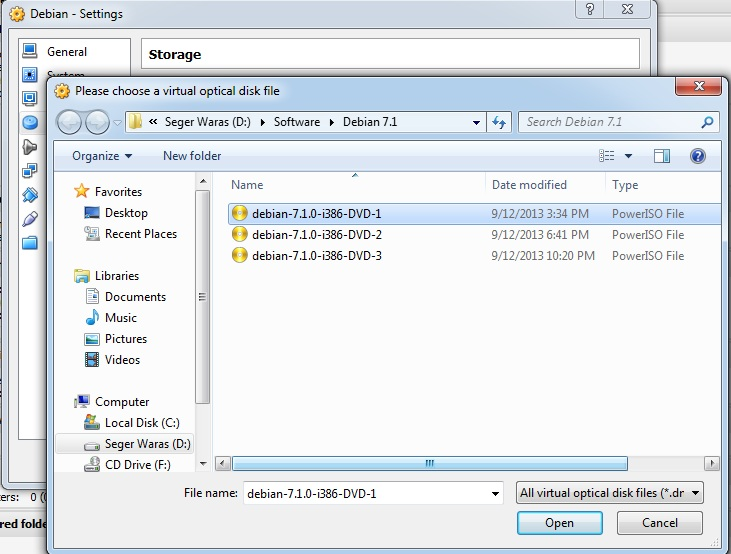 Debian - Settings
General
Storage
System
Please choose a virtual optical disk file
« Seger Waras (D:) Software Debian 7.1
Search Debian 7.1
Organize New folder
Favorites
Desktop
Recent Places
Libraries
Documents
Music
Pictures
Videos
Computer
Local Disk (C:)
Seger Waras (D:)
CD Drive (F:)
Name Date modified Type
debian-7.1.0-i386-DVD-1 9/12/2013 3:34 PM PowerISO File
debian-7.1.0-i386-DVD-2 9/12/2013 6:41 PM PowerISO File
debian-7.1.0-i386-DVD-3 9/12/2013 10:20 PM PowerISO File
File name: debian-7.1.0-i386-DVD-1 All virtual optical disk files (*.dr
Open Cancel
ters: 0 (
red folde